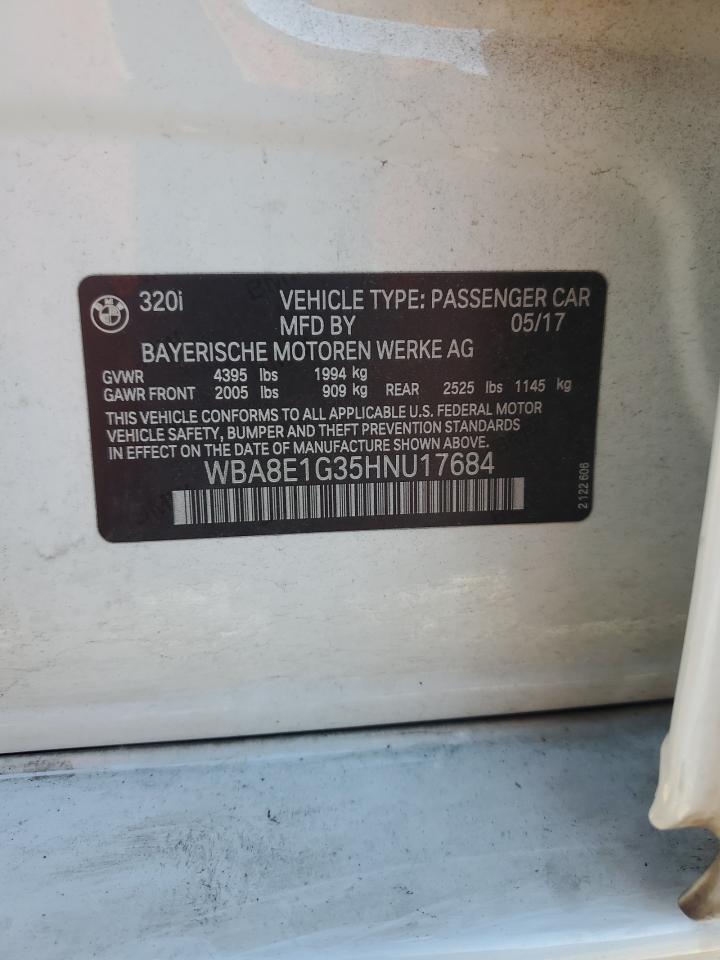 320i VEHICLE TYPE: PASSENGER CAR
MFD BY 05/17
BAYERISCHE MOTOREN WERKE AG
GVWR 4395 lbs 1994 kg
GAWR FRONT 2005 lbs 909 kg REAR 2525 lbs 1145 kg
THIS VEHICLE CONFORMS TO ALL APPLICABLE U.S. FEDERAL MOTOR
VEHICLE SAFETY, BUMPER AND THEFT PREVENTION STANDARDS
IN EFFECT ON THE DATE OF MANUFACTURE SHOWN ABOVE.
WBA8E1G35HNU17684
2 122 606